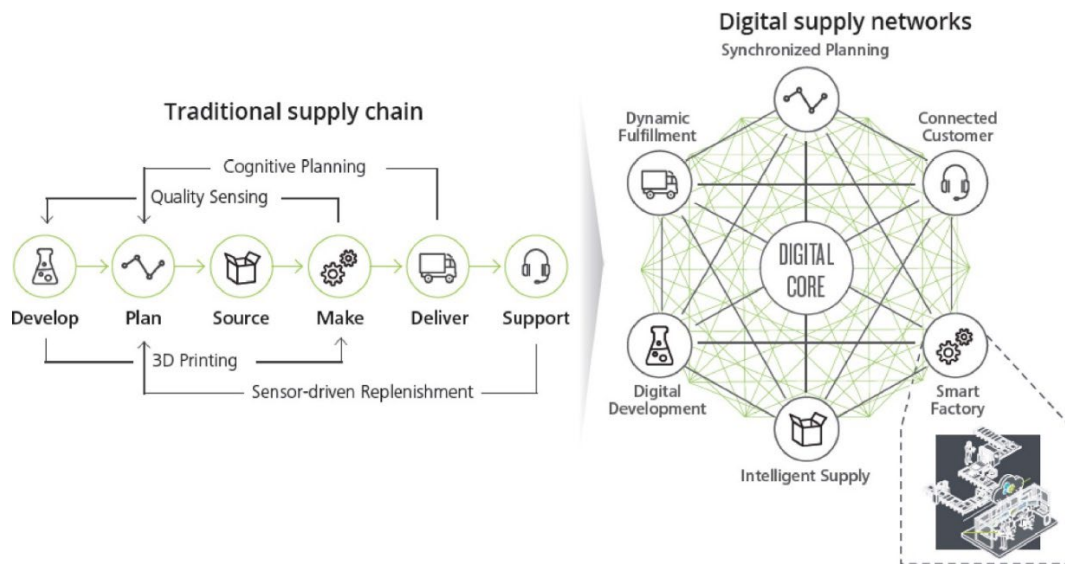 Digital supply networks
Synchronized Planning
Traditional supply chain
Dynamic
Fulfillment
Connected
Customer
Cognitive Planning
Quality Sensing
DIGITAL
CORE
Develop
Plan
Source
Make
Deliver
Support
3D Printing
Sensor-driven Replenishment
Digital
Development
Smart
Factory
Intelligent Supply